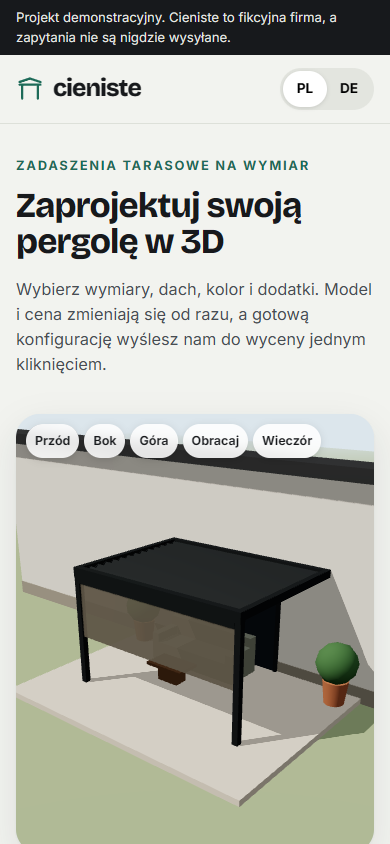 Projekt demonstracyjny. Cieniste to fikcyjna firma, a
zapytania nie są nigdzie wysyłane.
cieniste
PL DE
ZADASZENIA TARASOWE NA WYMIAR
Zaprojektuj swoją
pergolę w 3D
Wybierz wymiary, dach, kolor i dodatki. Model
i cena zmieniają się od razu, a gotową
konfigurację wyślesz nam do wyceny jednym
kliknięciem.
Przód Bok Góra Obracaj Wieczór